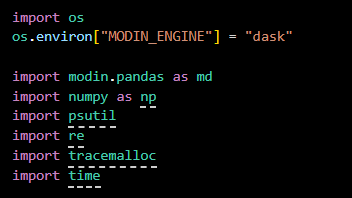 import os
os.environ["MODIN_ENGINE"] = "dask"
import modin.pandas as md
import numpy as np
import psutil
import re
import tracemalloc
import time